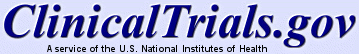 ClinicalTrials.gov
A service of the U.S. National Institutes of Health